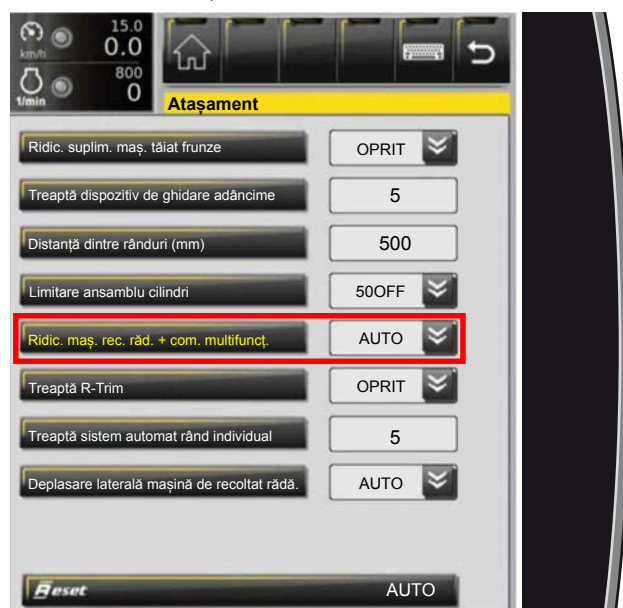 15.0
km/h 0.0
800
1/min 0
Atașament
Ridic. suplim. maș. tăiat frunze OPRIT
Treaptă dispozitiv de ghidare adâncime 5
Distanță dintre rânduri (mm) 500
Limitare ansamblu cilindri 50OFF
Ridic. maș. rec. răd. + com. multifuncț. AUTO
Treaptă R-Trim OPRIT
Treaptă sistem automat rând individual 5
Deplasare laterală mașină de recoltat rădă. AUTO
Reset AUTO